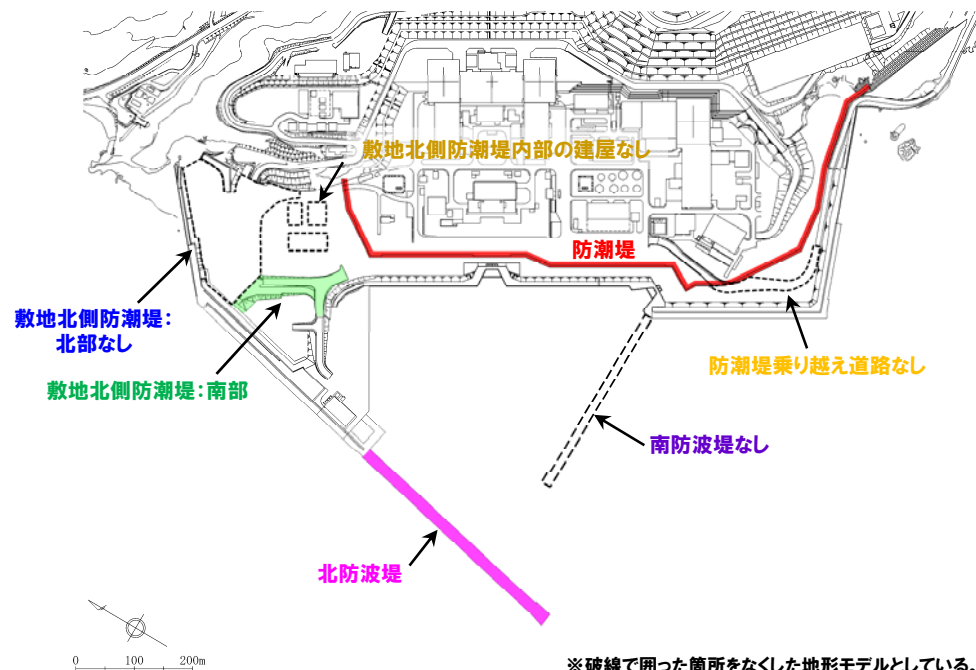 敷地北側防潮堤内部の建屋なし
防潮堤
敷地北側防潮堤：
北部なし
敷地北側防潮堤：南部
防潮堤乗り越え道路なし
南防波堤なし
北防波堤
0 100 200m
※破線で囲った箇所をなくした地形モデルとしている。